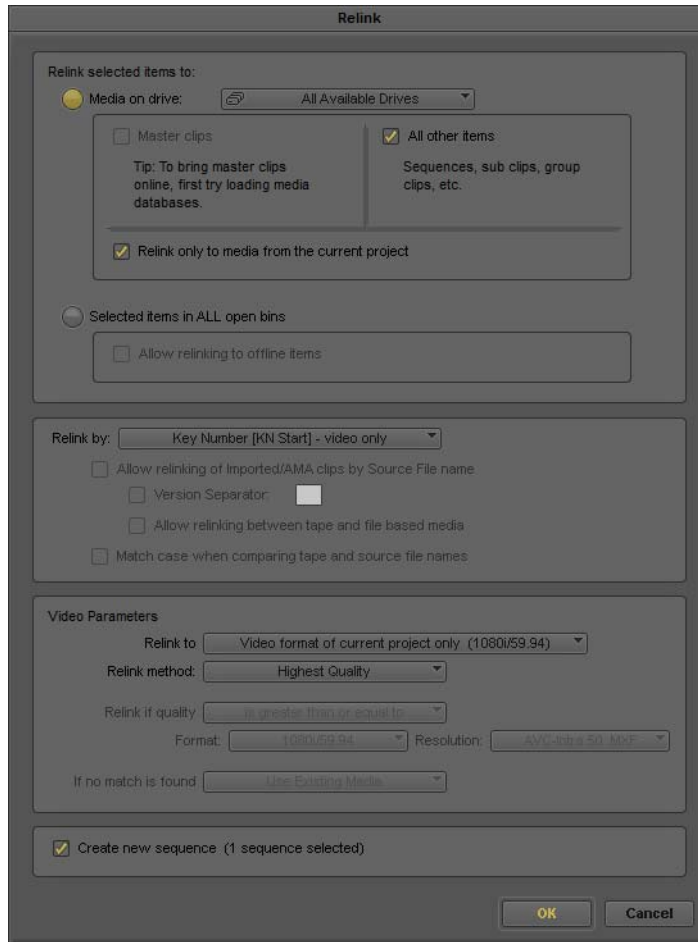 Relink
Relink selected items to:
Media on drive: All Available Drives
Master clips
Tip: To bring master clips
online, first try loading media
databases.
All other items
Sequences, sub clips, group
clips, etc.
Relink only to media from the current project
Selected items in ALL open bins
Allow relinking to offline items
Relink by: Key Number [KN Start] - video only
Allow relinking of Imported/AMA clips by Source File name
Version Separator:
Allow relinking between tape and file based media
Match case when comparing tape and source file names
Video Parameters
Relink to Video format of current project only (1080i/59.94)
Relink method: Highest Quality
Relink if quality is greater than or equal to
Format: 1080i/59.94 Resolution: AVC-Intra 50 MXF
If no match is found Use Existing Media
Create new sequence (1 sequence selected)
OK Cancel